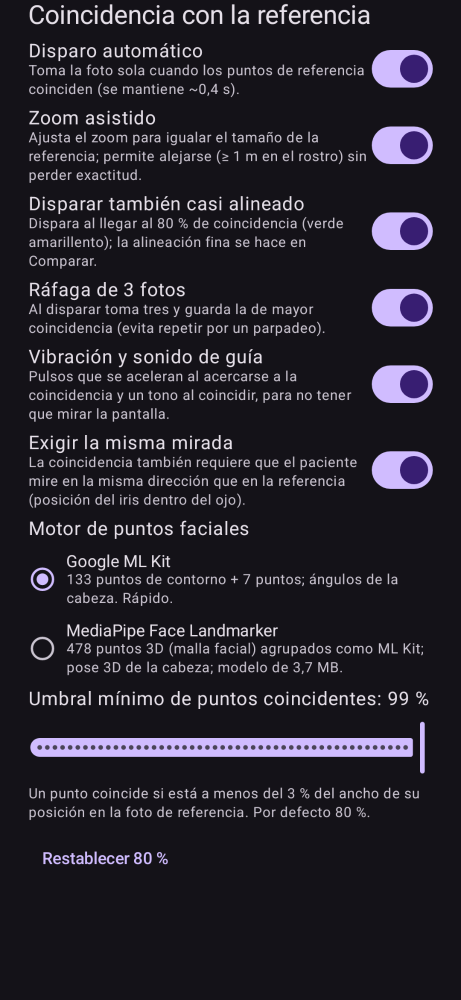 Coincidencia con la referencia
Disparo automático
Toma la foto sola cuando los puntos de referencia
coinciden (se mantiene ~0,4 s).
Zoom asistido
Ajusta el zoom para igualar el tamaño de la
referencia; permite alejarse (≥ 1 m en el rostro) sin
perder exactitud.
Disparar también casi alineado
Dispara al llegar al 80 % de coincidencia (verde
amarillento); la alineación fina se hace en
Comparar.
Ráfaga de 3 fotos
Al disparar toma tres y guarda la de mayor
coincidencia (evita repetir por un parpadeo).
Vibración y sonido de guía
Pulsos que se aceleran al acercarse a la
coincidencia y un tono al coincidir, para no tener
que mirar la pantalla.
Exigir la misma mirada
La coincidencia también requiere que el paciente
mire en la misma dirección que en la referencia
(posición del iris dentro del ojo).
Motor de puntos faciales
Google ML Kit
133 puntos de contorno + 7 puntos; ángulos de la
cabeza. Rápido.
MediaPipe Face Landmarker
478 puntos 3D (malla facial) agrupados como ML Kit;
pose 3D de la cabeza; modelo de 3,7 MB.
Umbral mínimo de puntos coincidentes: 99 %
Un punto coincide si está a menos del 3 % del ancho de su
posición en la foto de referencia. Por defecto 80 %.
Restablecer 80 %